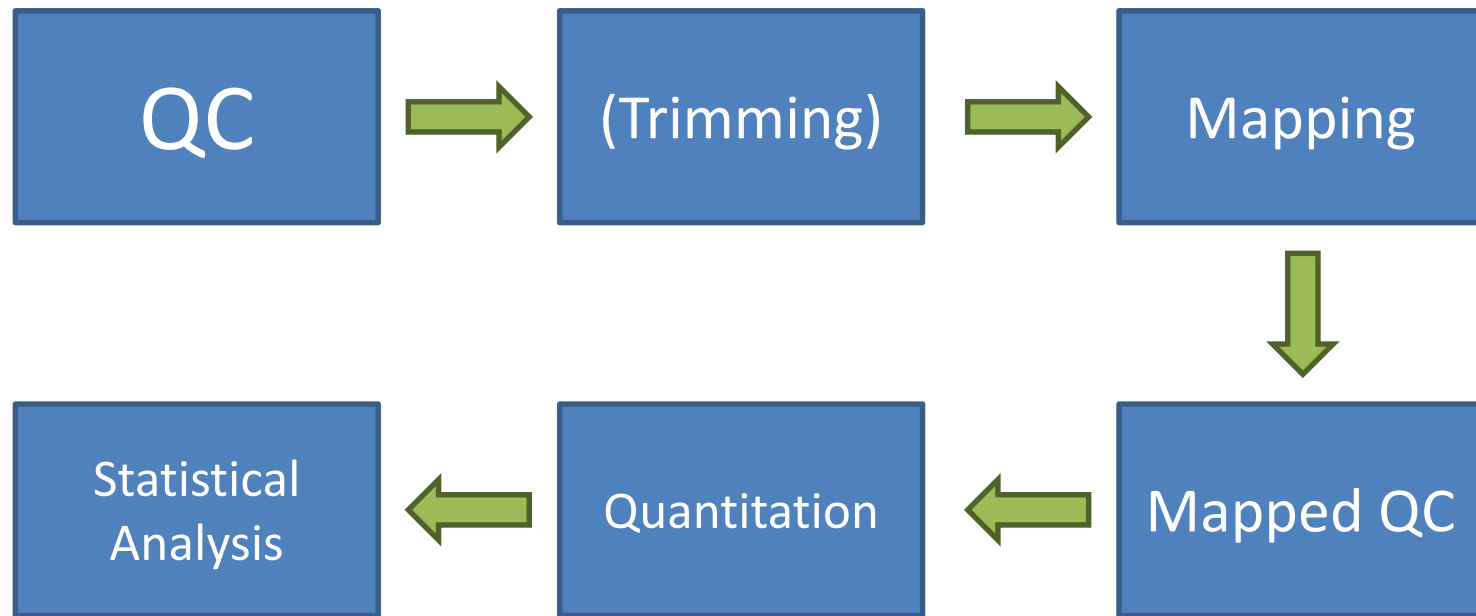 QC
(Trimming)
Mapping
Mapped QC
Quantitation
Statistical
Analysis